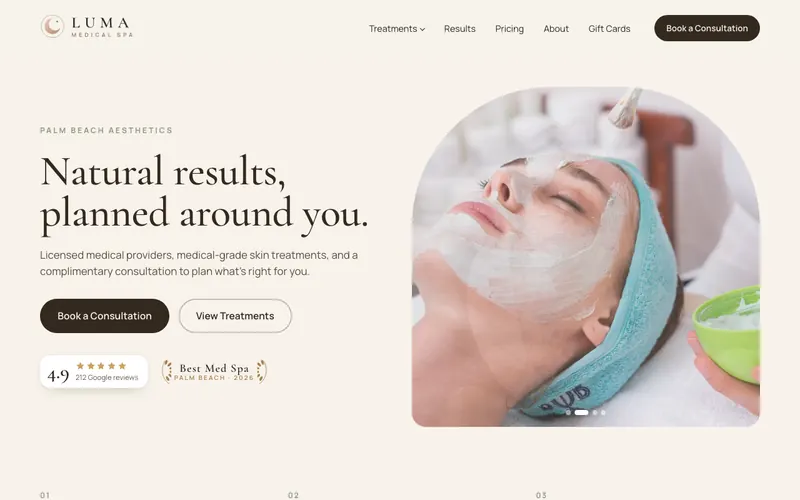 LUMA
MEDICAL SPA
Treatments
Results
Pricing
About
Gift Cards
Book a Consultation
PALM BEACH AESTHETICS
Natural results,
planned around you.
Licensed medical providers, medical-grade skin treatments, and a
complimentary consultation to plan what's right for you.
Book a Consultation
View Treatments
4.9
212 Google reviews
Best Med Spa
PALM BEACH · 2026
01
02
03